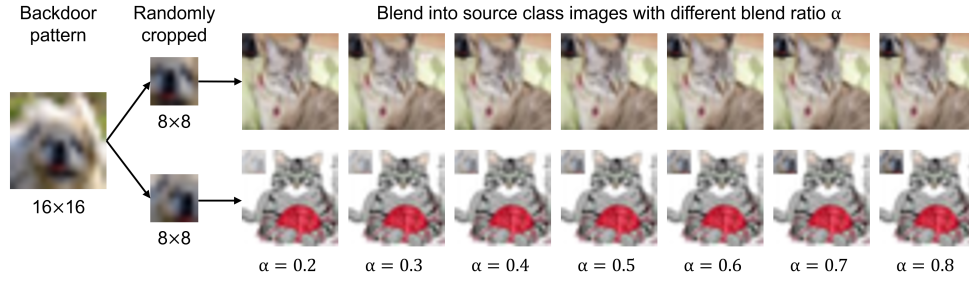 Backdoor
pattern
Randomly
cropped
Blend into source class images with different blend ratio α
8×8
16×16
8×8
α = 0.2
α = 0.3
α = 0.4
α = 0.5
α = 0.6
α = 0.7
α = 0.8